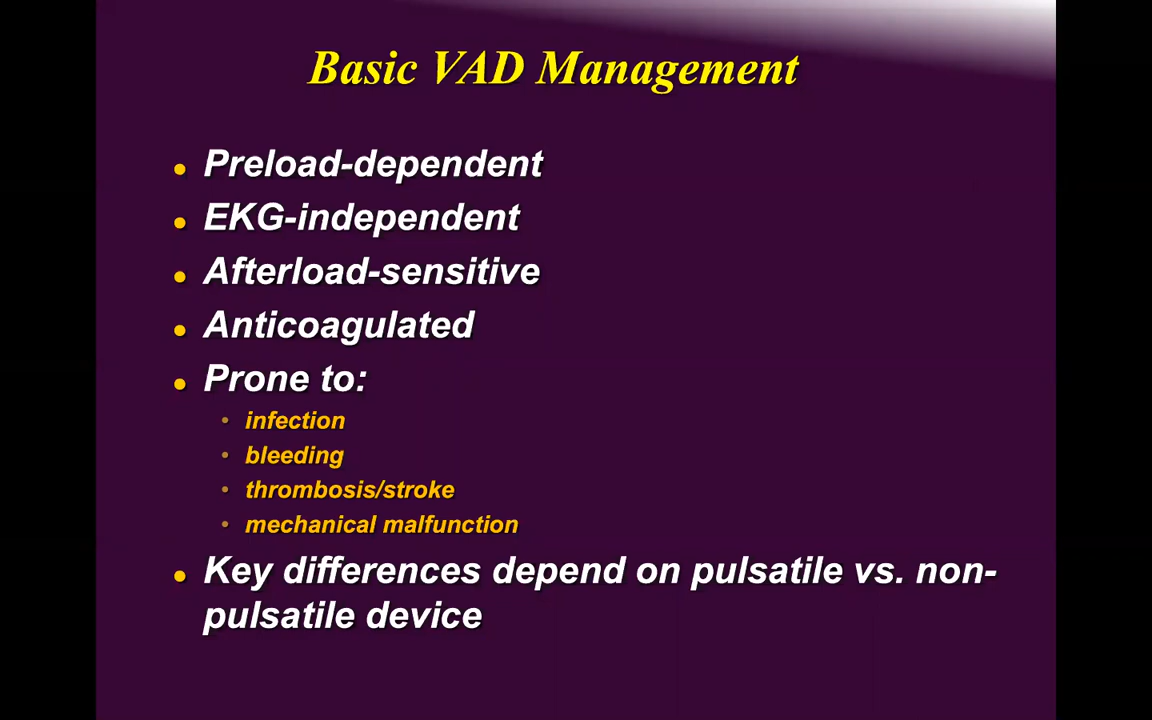 Basic VAD Management
• Preload-dependent
• EKG-independent
• Afterload-sensitive
• Anticoagulated
• Prone to:
• infection
• bleeding
• thrombosis/stroke
• mechanical malfunction
• Key differences depend on pulsatile vs. non-
pulsatile device